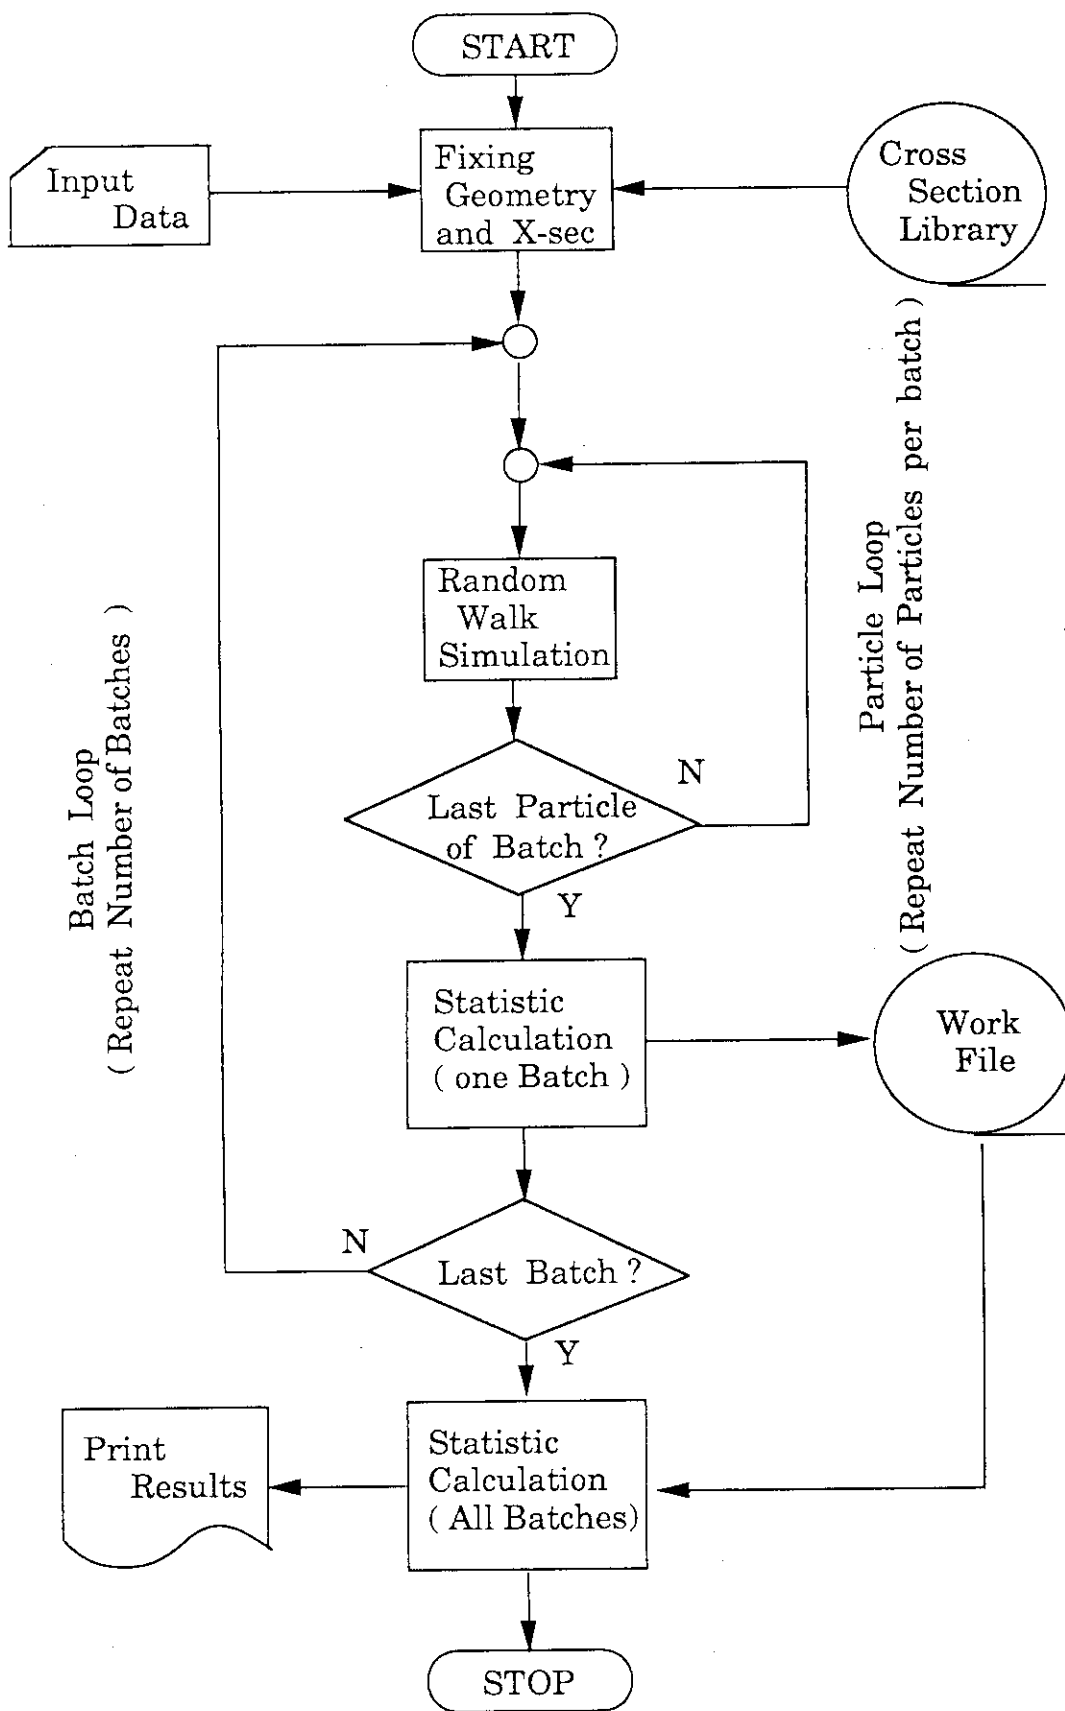 START
Input
Data
Fixing
Geometry
and X-sec
Cross
Section
Library
Batch Loop
( Repeat Number of Batches )
Particle Loop
( Repeat Number of Particles per batch )
Random
Walk
Simulation
Last Particle
of Batch ?
N
Y
Statistic
Calculation
( one Batch )
Work
File
N
Last Batch ?
Y
Print
Results
Statistic
Calculation
( All Batches)
STOP